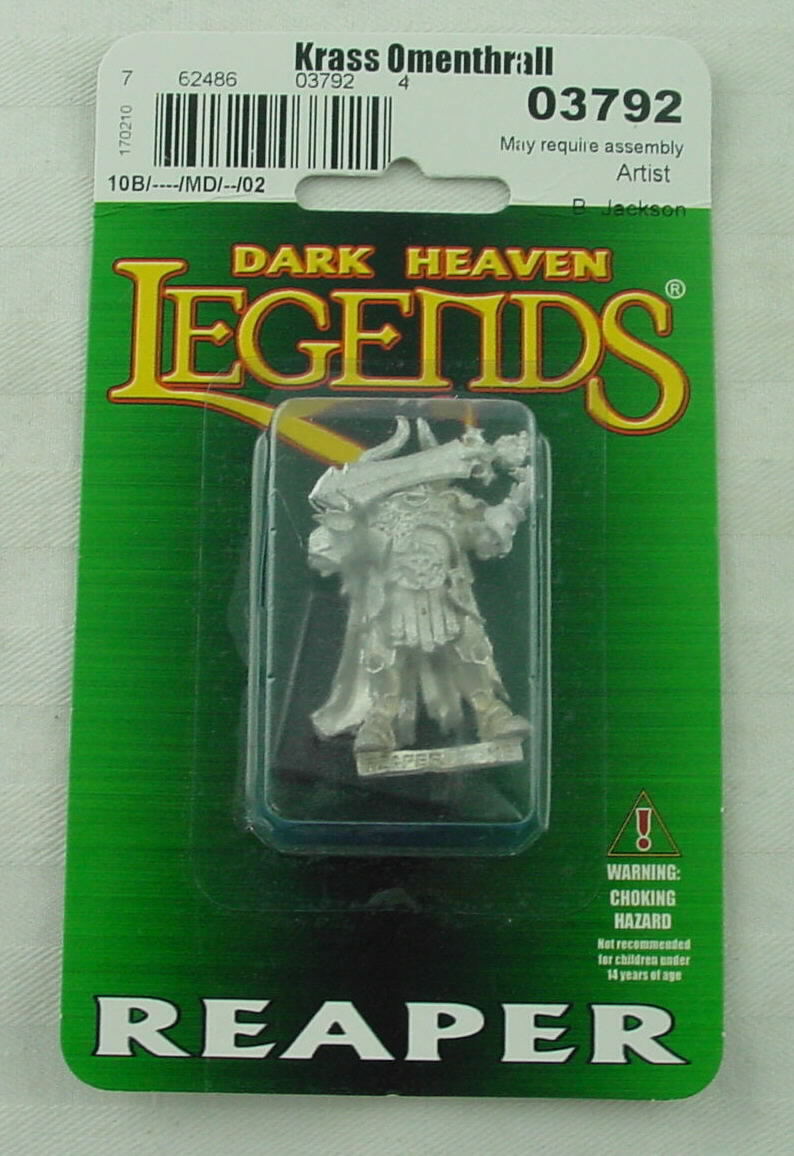 Krass Omenthrall
7 62486 03792 4
03792
170210
May require assembly
Artist
10B/----/MD/--/02
B Jackson
DARK HEAVEN
LEGENDS®
REAPER
WARNING:
CHOKING
HAZARD
Not recommended
for children under
14 years of age
REAPER